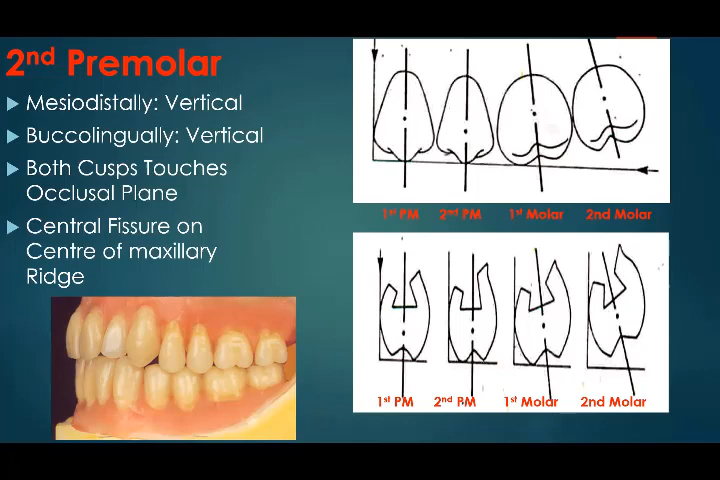 2nd Premolar
Mesiodistally: Vertical
Buccolingually: Vertical
Both Cusps Touches
Occlusal Plane
Central Fissure on
Centre of maxillary
Ridge
1st PM 2nd PM 1st Molar 2nd Molar
1st PM 2nd PM 1st Molar 2nd Molar